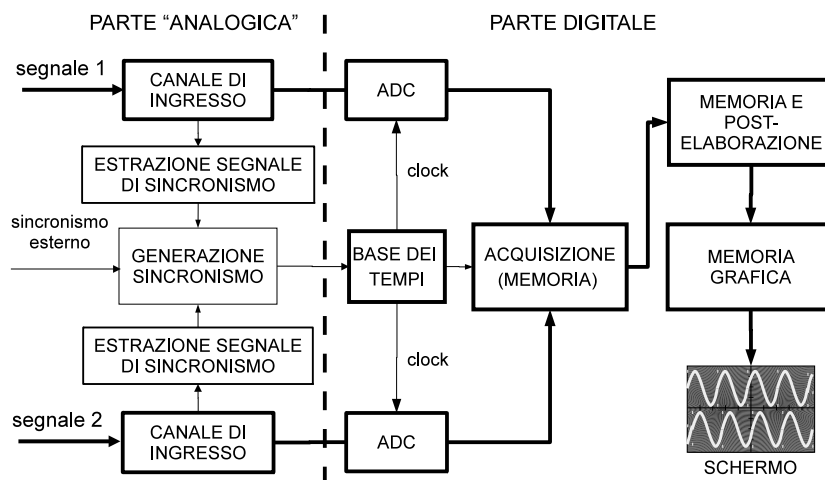 PARTE “ANALOGICA”
PARTE DIGITALE
segnale 1
CANALE DI
INGRESSO
ADC
MEMORIA E
POST-
ELABORAZIONE
ESTRAZIONE SEGNALE
DI SINCRONISMO
clock
sincronismo
esterno
GENERAZIONE
SINCRONISMO
BASE DEI
TEMPI
ACQUISIZIONE
(MEMORIA)
MEMORIA
GRAFICA
ESTRAZIONE SEGNALE
DI SINCRONISMO
clock
segnale 2
CANALE DI
INGRESSO
ADC
SCHERMO